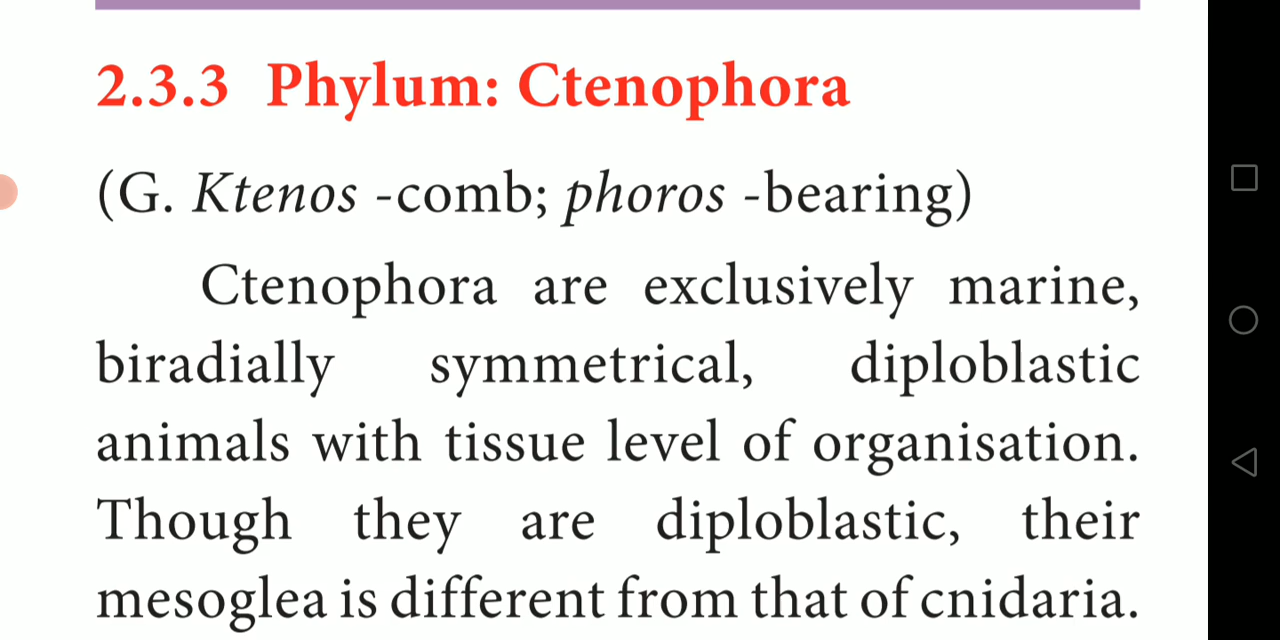 2.3.3 Phylum: Ctenophora
(G. Ktenos -comb; phoros -bearing)
Ctenophora are exclusively marine,
biradially symmetrical, diploblastic
animals with tissue level of organisation.
Though they are diploblastic, their
mesoglea is different from that of cnidaria.